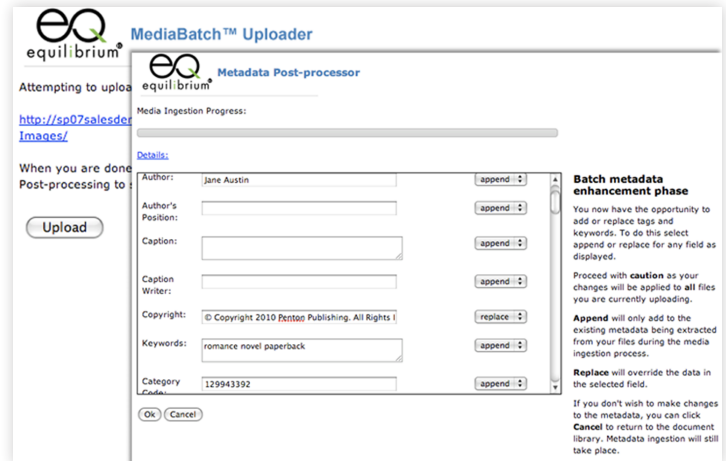 EQ
equilibrium®
MediaBatch™ Uploader
Attempting to uploa
http://sp07salesder
Images/
When you are done
Post-processing to s
Upload
EQ
equilibrium®
Metadata Post-processor
Media Ingestion Progress:
Details:
Author:
Jane Austin
append
Author's
Position:
append
Caption:
append
Caption
Writer:
append
Copyright:
© Copyright 2010 Penton Publishing. All Rights I
replace
Keywords:
romance novel paperback
append
Category
Code:
129943392
append
Ok
Cancel
Batch metadata
enhancement phase
You now have the opportunity to
add or replace tags and
keywords. To do this select
append or replace for any field as
displayed.
Proceed with caution as your
changes will be applied to all files
you are currently uploading.
Append will only add to the
existing metadata being extracted
from your files during the media
ingestion process.
Replace will override the data in
the selected field.
If you don't wish to make changes
to the metadata, you can click
Cancel to return to the document
library. Metadata ingestion will still
take place.